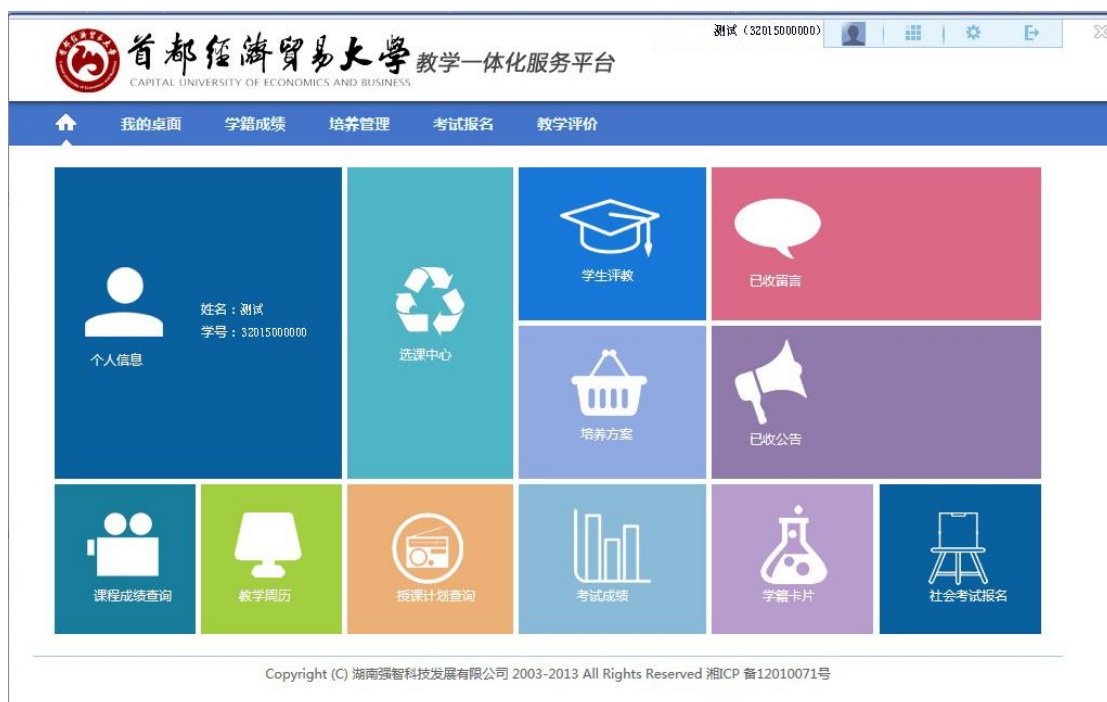 测试（32015000000）
首都经济贸易大学 教学一体化服务平台
CAPITAL UNIVERSITY OF ECONOMICS AND BUSINESS
我的桌面 学籍成绩 培养管理 考试报名 教学评价
学生评教
已收留言
姓名：测试
学号：32015000000
个人信息
选课中心
培养方案
已收公告
课程成绩查询
教学周历
授课计划查询
考试成绩
学籍卡片
社会考试报名
Copyright (C) 湖南强智科技发展有限公司 2003-2013 All Rights Reserved 湘ICP 备12010071号